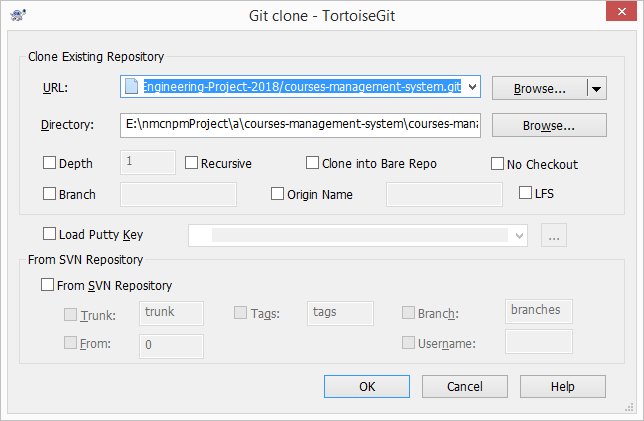 Git clone - TortoiseGit
Clone Existing Repository
URL: Engineering-Project-2018/courses-management-system.git Browse...
Directory: E:\nmcnpmProject\a\courses-management-system\courses-mana Browse...
Depth 1 Recursive Clone into Bare Repo No Checkout
Branch Origin Name LFS
Load Putty Key ...
From SVN Repository
From SVN Repository
Trunk: trunk Tags: tags Branch: branches
From: 0 Username:
OK Cancel Help